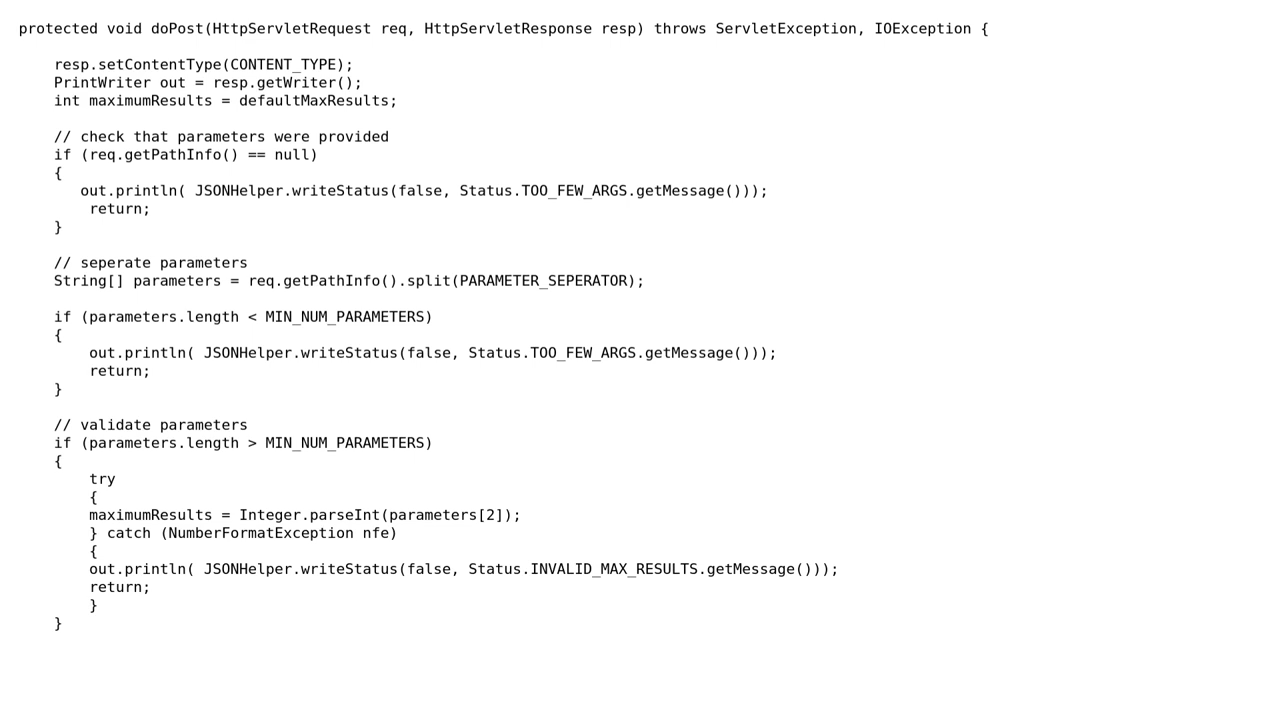 protected void doPost(HttpServletRequest req, HttpServletResponse resp) throws ServletException, IOException {

    resp.setContentType(CONTENT_TYPE);
    PrintWriter out = resp.getWriter();
    int maximumResults = defaultMaxResults;

    // check that parameters were provided
    if (req.getPathInfo() == null)
    {
       out.println( JSONHelper.writeStatus(false, Status.TOO_FEW_ARGS.getMessage()));
        return;
    }

    // seperate parameters
    String[] parameters = req.getPathInfo().split(PARAMETER_SEPERATOR);

    if (parameters.length < MIN_NUM_PARAMETERS)
    {
        out.println( JSONHelper.writeStatus(false, Status.TOO_FEW_ARGS.getMessage()));
        return;
    }

    // validate parameters
    if (parameters.length > MIN_NUM_PARAMETERS)
    {
        try
        {
        maximumResults = Integer.parseInt(parameters[2]);
        } catch (NumberFormatException nfe)
        {
        out.println( JSONHelper.writeStatus(false, Status.INVALID_MAX_RESULTS.getMessage()));
        return;
        }
    }